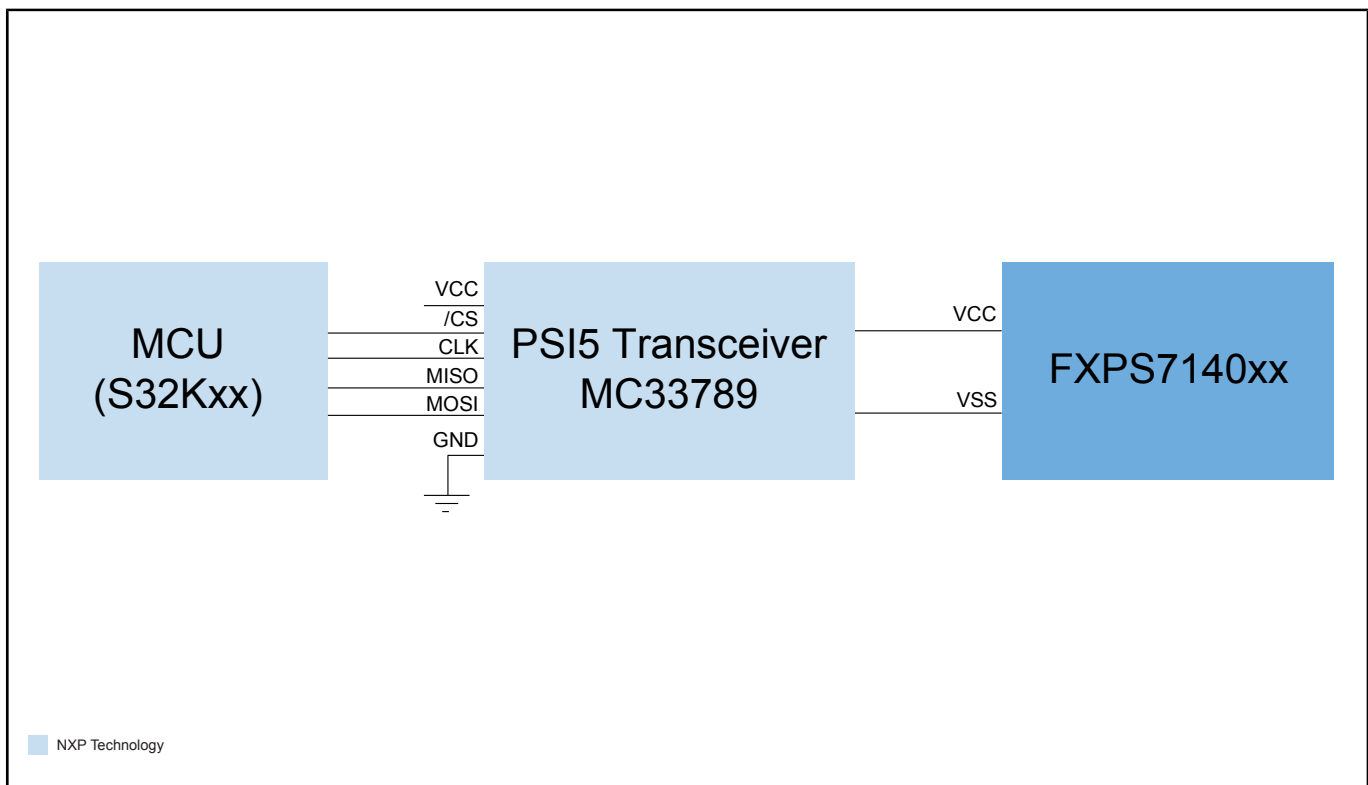 MCU
(S32Kxx)
VCC
/CS
CLK
MISO
MOSI
GND
PSI5 Transceiver
MC33789
VCC
VSS
FXPS7140xx
NXP Technology